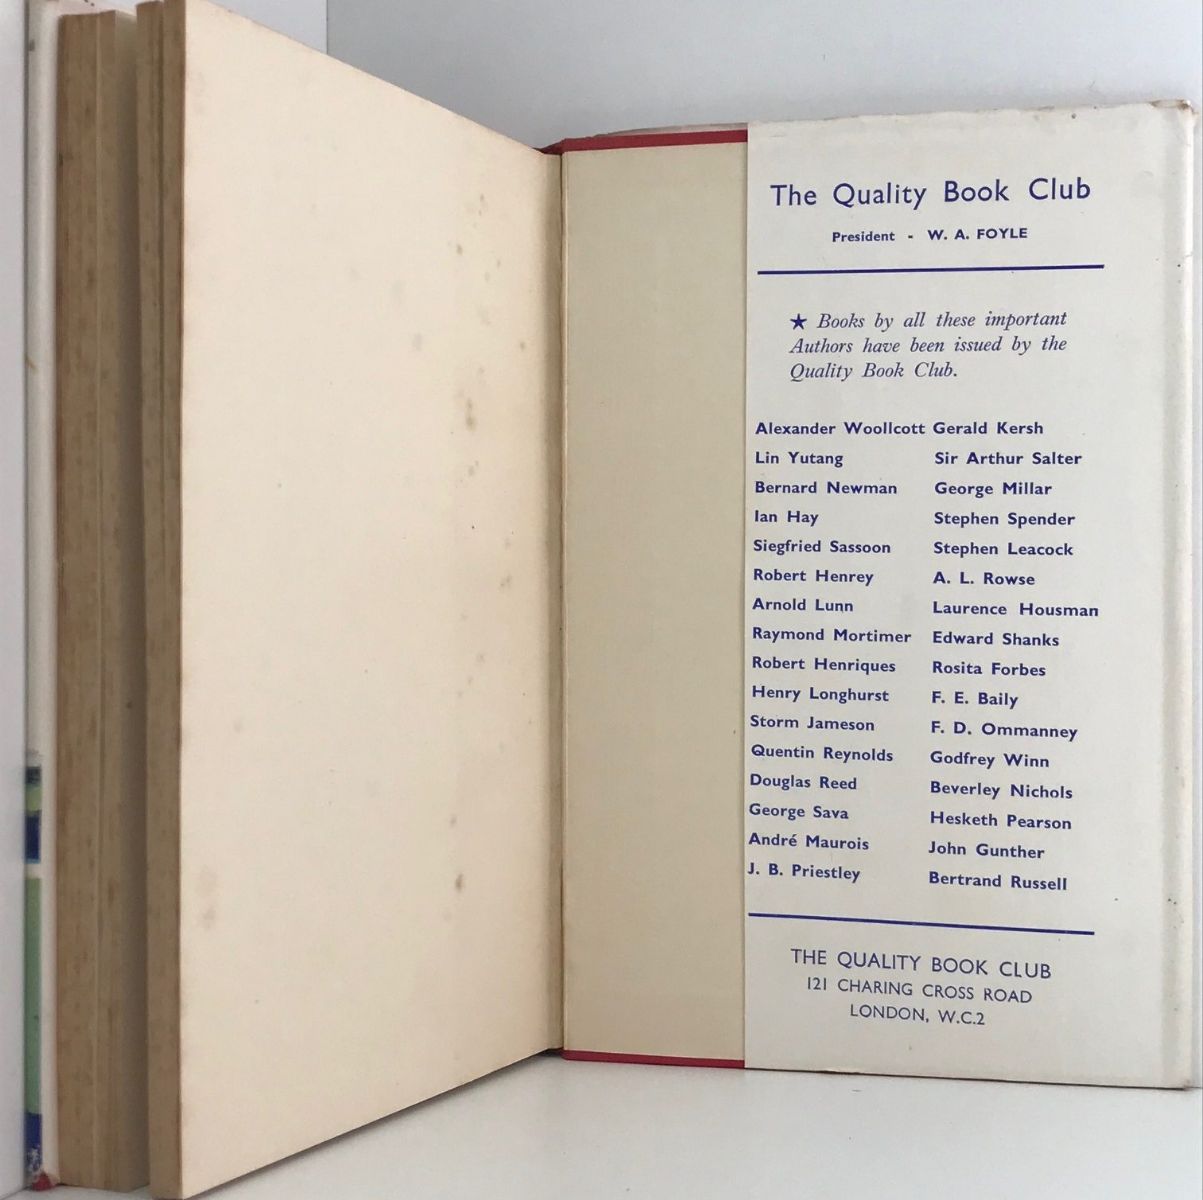 The Quality Book Club
President - W. A. FOYLE
★ Books by all these important
Authors have been issued by the
Quality Book Club.
Alexander Woollcott Gerald Kersh
Lin Yutang Sir Arthur Salter
Bernard Newman George Millar
Ian Hay Stephen Spender
Siegfried Sassoon Stephen Leacock
Robert Henrey A. L. Rowse
Arnold Lunn Laurence Housman
Raymond Mortimer Edward Shanks
Robert Henriques Rosita Forbes
Henry Longhurst F. E. Baily
Storm Jameson F. D. Ommanney
Quentin Reynolds Godfrey Winn
Douglas Reed Beverley Nichols
George Sava Hesketh Pearson
André Maurois John Gunther
J. B. Priestley Bertrand Russell
THE QUALITY BOOK CLUB
121 CHARING CROSS ROAD
LONDON, W.C.2